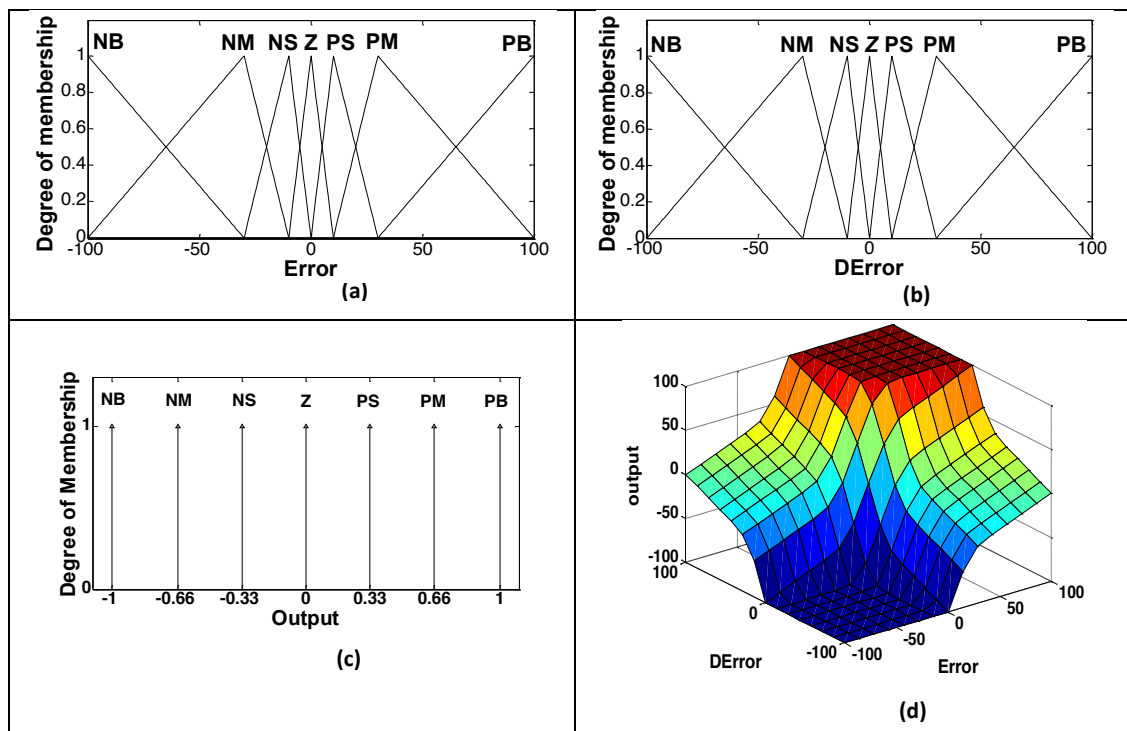 NB NM NS Z PS PM PB
1
0.8
0.6
0.4
0.2
0
-100 -50 0 50 100
Degree of membership
Error
(a)
NB NM NS Z PS PM PB
1
0.8
0.6
0.4
0.2
0
-100 -50 0 50 100
Degree of membership
DError
(b)
NB NM NS Z PS PM PB
1
0
-1 -0.66 -0.33 0 0.33 0.66 1
Degree of Membership
Output
(c)
100
50
0
-50
-100
output
100
0
-100
DError
-100
-50
0
50
100
Error
(d)